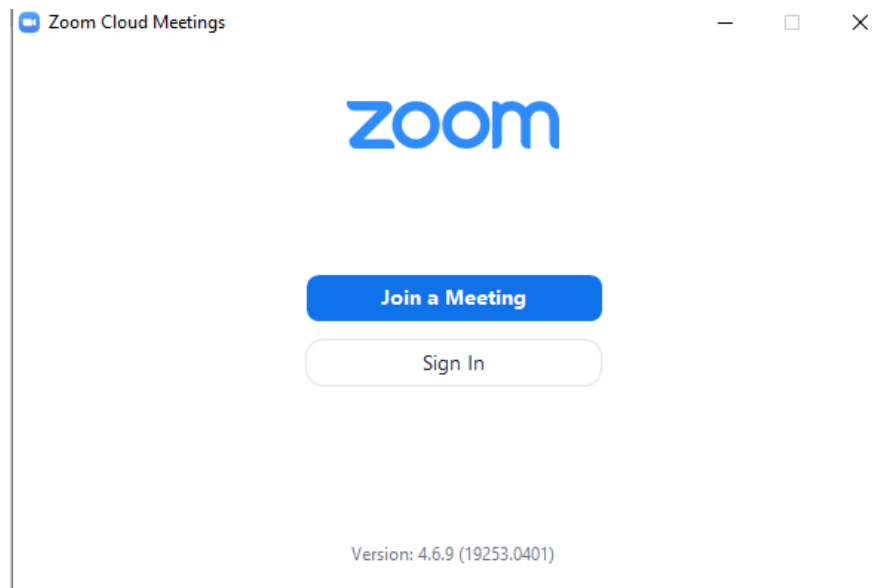 Zoom Cloud Meetings
zoom
Join a Meeting
Sign In
Version: 4.6.9 (19253.0401)